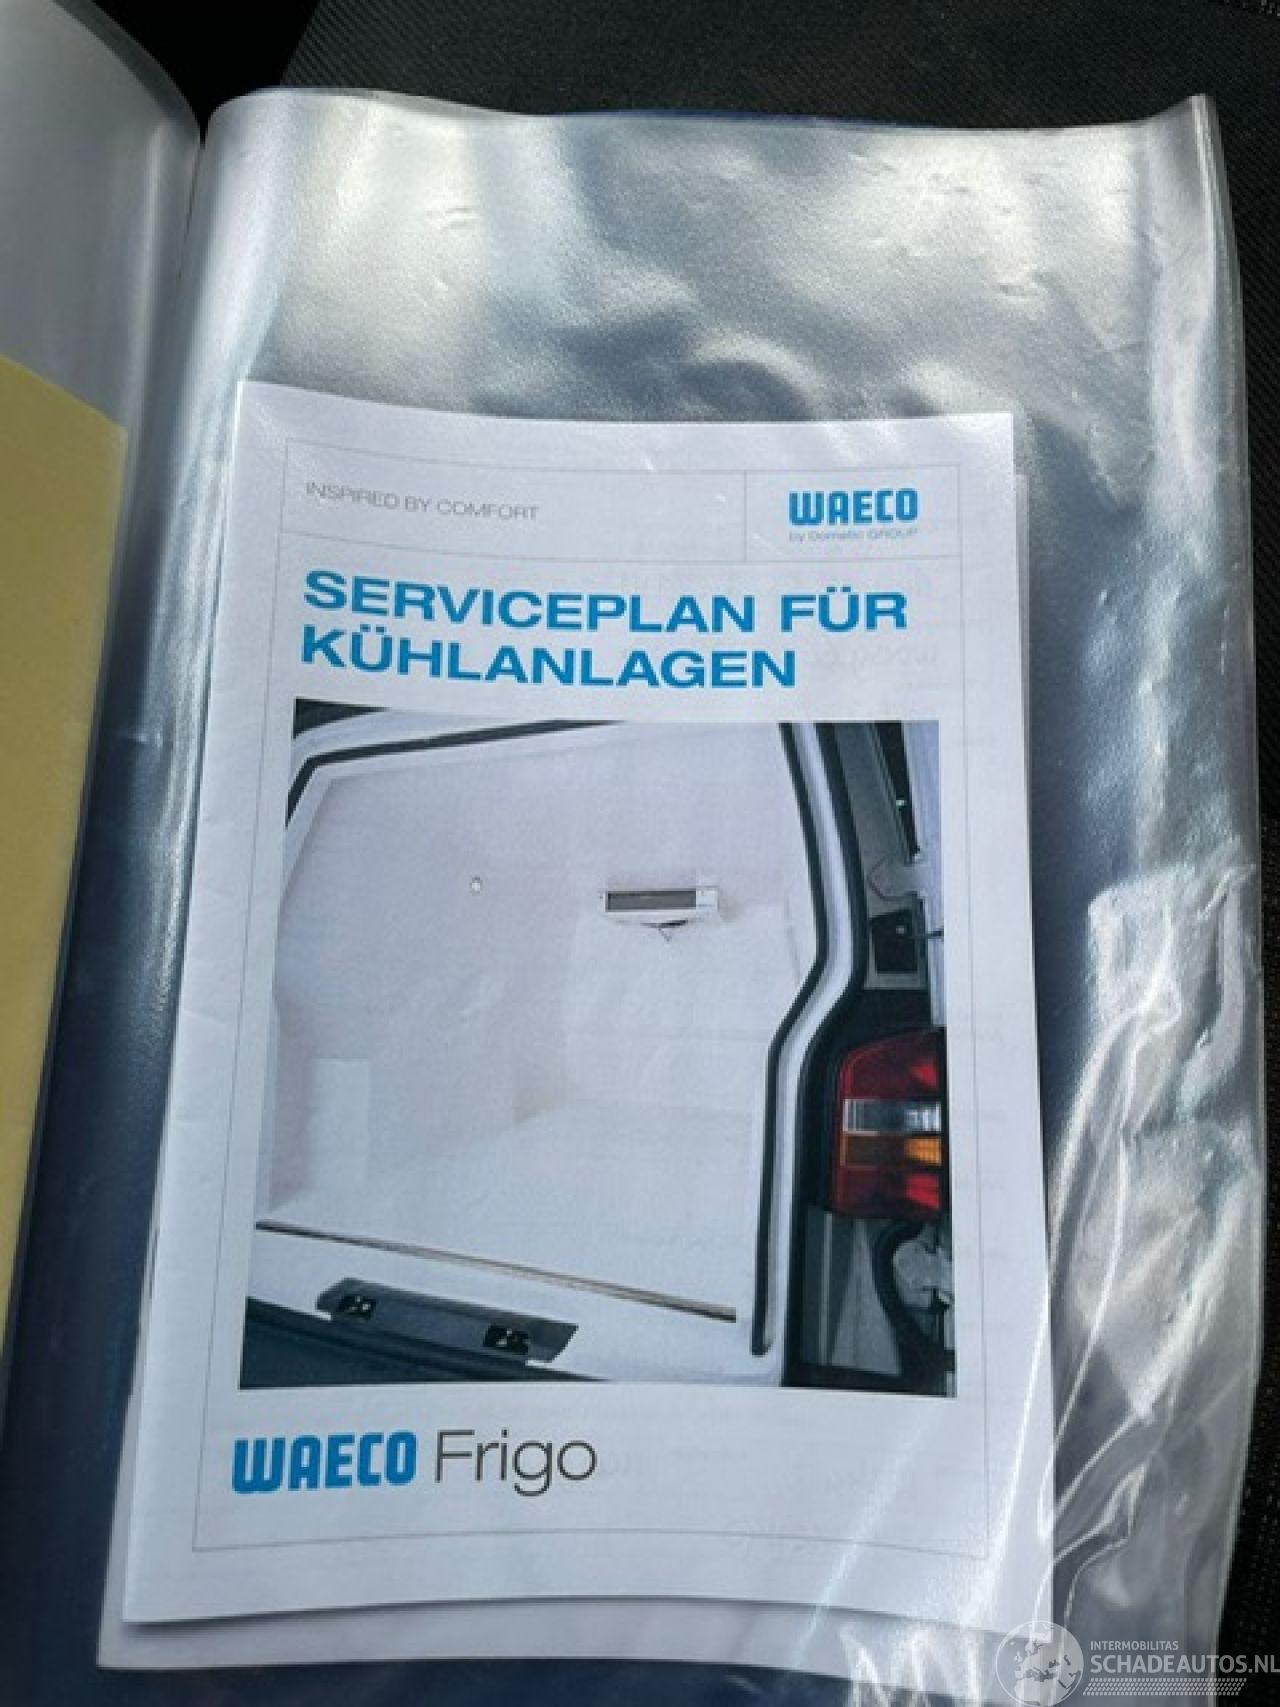 INSPIRED BY COMFORT
WAECO
by Dometic GROUP
SERVICEPLAN FÜR
KÜHLANLAGEN
WAECO Frigo
INTERMOBILITAS
SCHADEAUTOS.NL